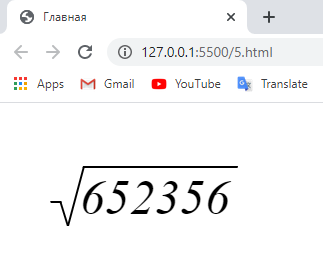 Главная
127.0.0.1:5500/5.html
Apps Gmail YouTube Translate
√652356